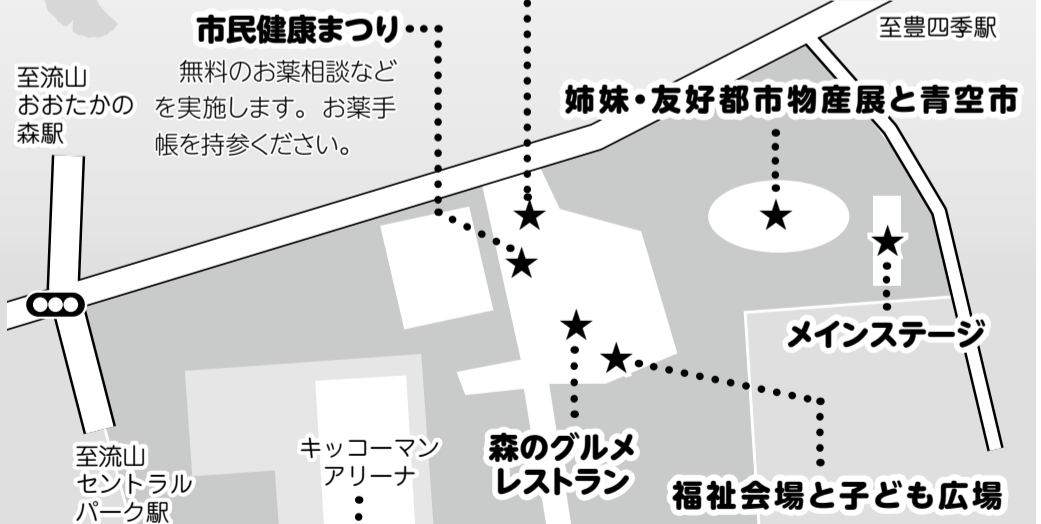 市民健康まつり
無料のお薬相談など
を実施します。お薬手
帳を持参ください。
至流山
おおたかの
森駅
至豊四季駅
姉妹・友好都市物産展と青空市
メインステージ
森のグルメ
レストラン
福祉会場と子ども広場
キッコーマン
アリーナ
至流山
セントラル
パーク駅